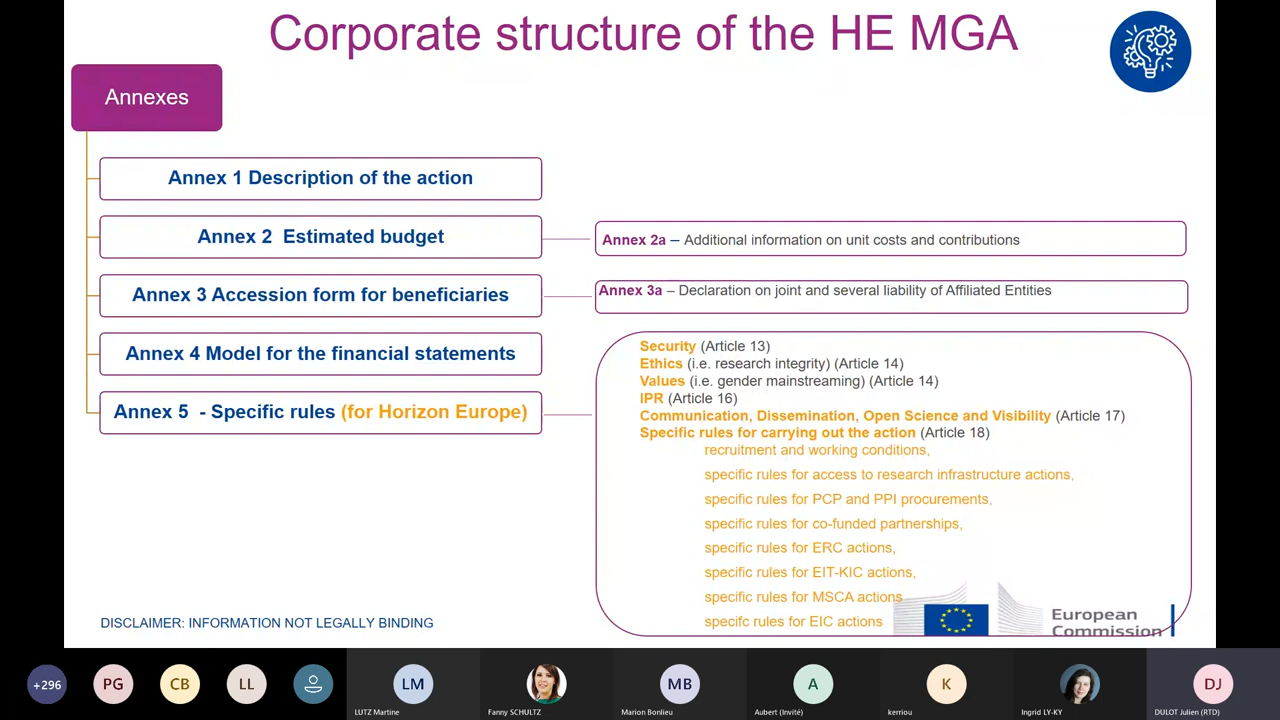 Corporate structure of the HE MGA
Annexes
Annex 1 Description of the action
Annex 2 Estimated budget
Annex 2a – Additional information on unit costs and contributions
Annex 3 Accession form for beneficiaries
Annex 3a – Declaration on joint and several liability of Affiliated Entities
Annex 4 Model for the financial statements
Annex 5 - Specific rules (for Horizon Europe)
Security (Article 13)
Ethics (i.e. research integrity) (Article 14)
Values (i.e. gender mainstreaming) (Article 14)
IPR (Article 16)
Communication, Dissemination, Open Science and Visibility (Article 17)
Specific rules for carrying out the action (Article 18)
recruitment and working conditions,
specific rules for access to research infrastructure actions,
specific rules for PCP and PPI procurements,
specific rules for co-funded partnerships,
specific rules for ERC actions,
specific rules for EIT-KIC actions,
specific rules for MSCA actions
specifc rules for EIC actions
European
Commission
DISCLAIMER: INFORMATION NOT LEGALLY BINDING
+296
PG
CB
LL
LM
MB
A
K
DJ
LUTZ Martine
Fanny SCHULTZ
Marion Bonlieu
Aubert (Invité)
kerriou
Ingrid LY-KY
DULOT Julien (RTD)